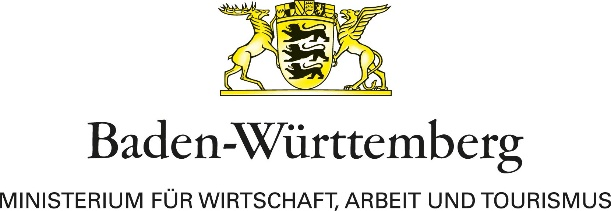 Baden-Württemberg
MINISTERIUM FÜR WIRTSCHAFT, ARBEIT UND TOURISMUS